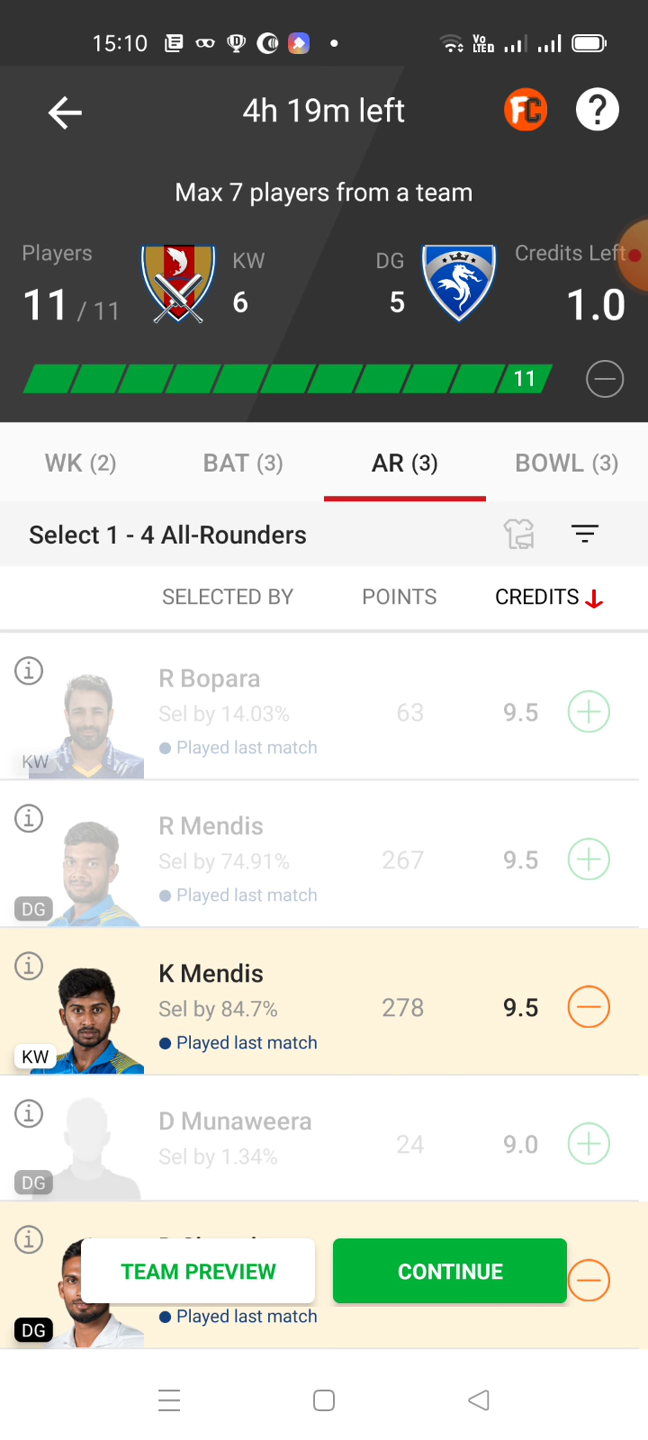 15:10
Vo LTED
4h 19m left
FC
?
Max 7 players from a team
Players
11 / 11
KW
6
DG
5
Credits Left
1.0
11
WK (2)
BAT (3)
AR (3)
BOWL (3)
Select 1 - 4 All-Rounders
SELECTED BY
POINTS
CREDITS
R Bopara
Sel by 14.03%
63
9.5
Played last match
KW
R Mendis
Sel by 74.91%
267
9.5
Played last match
DG
K Mendis
Sel by 84.7%
278
9.5
Played last match
KW
D Munaweera
Sel by 1.34%
24
9.0
DG
TEAM PREVIEW
CONTINUE
Played last match
DG